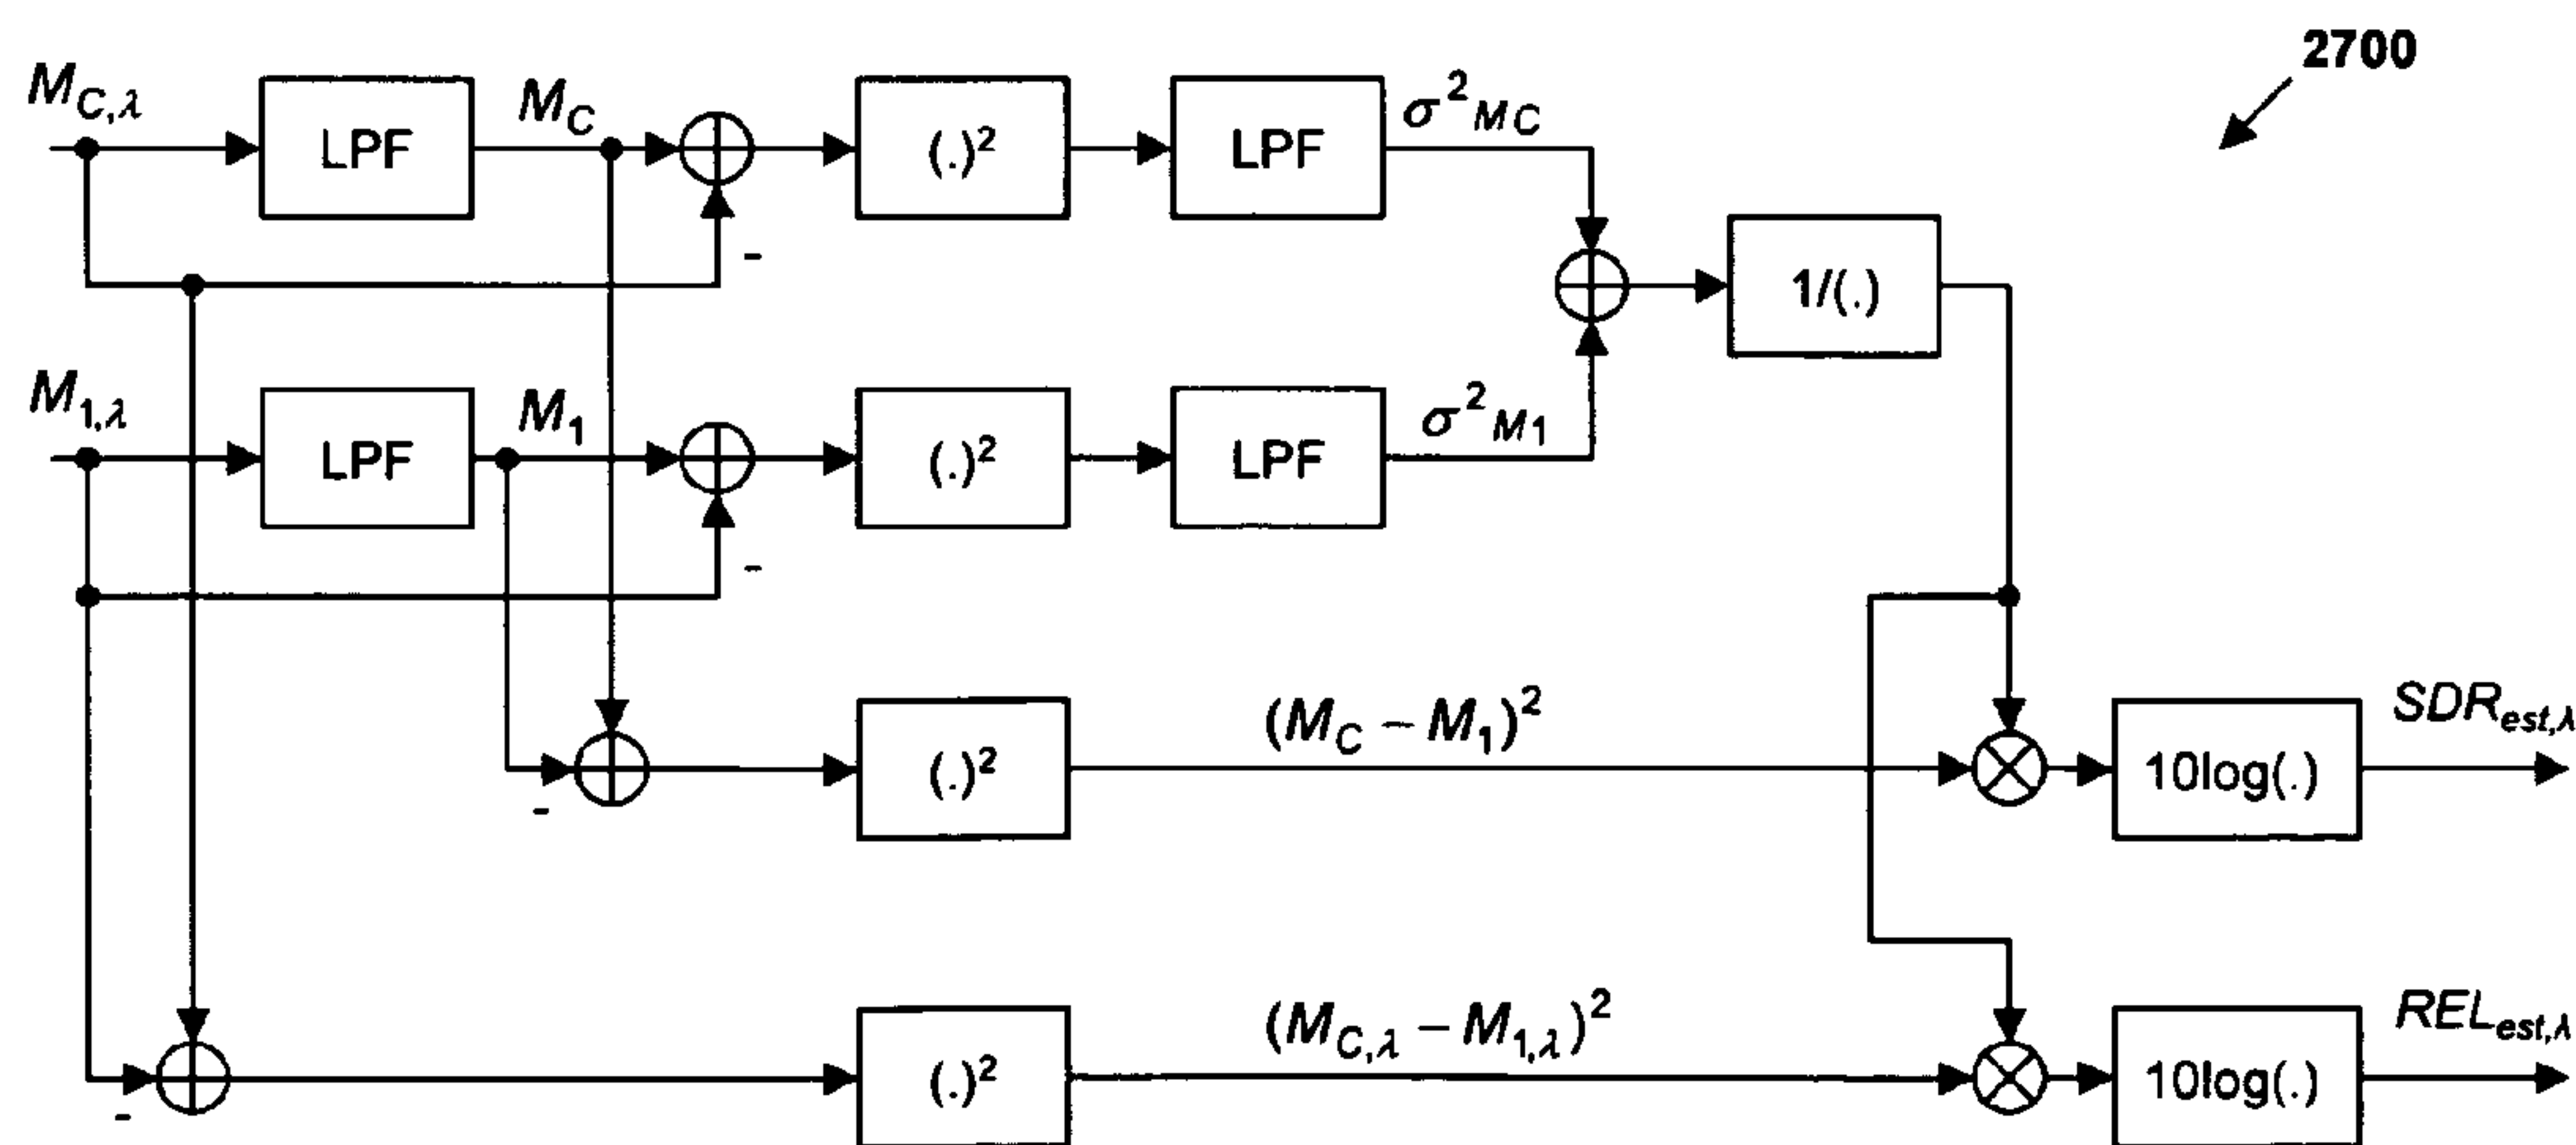 2700
M_{C,λ}
LPF
M_C
(.)²
LPF
σ²_{MC}
-
1/(.)
M_{1,λ}
LPF
M_1
(.)²
LPF
σ²_{M1}
-
(.)²
(M_C – M_1)²
10log(.)
SDR_{est,λ}
-
(.)²
(M_{C,λ} – M_{1,λ})²
10log(.)
REL_{est,λ}
-